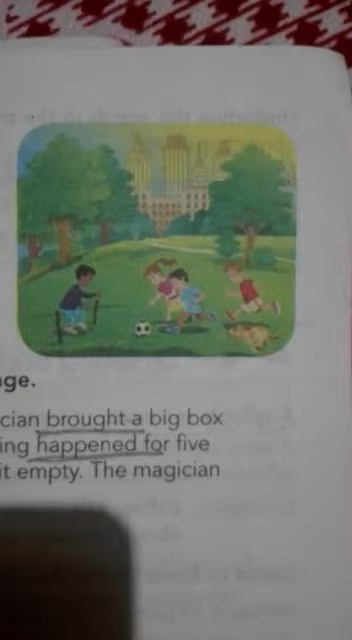 ge.
cian brought a big box
ing happened for five
it empty. The magician